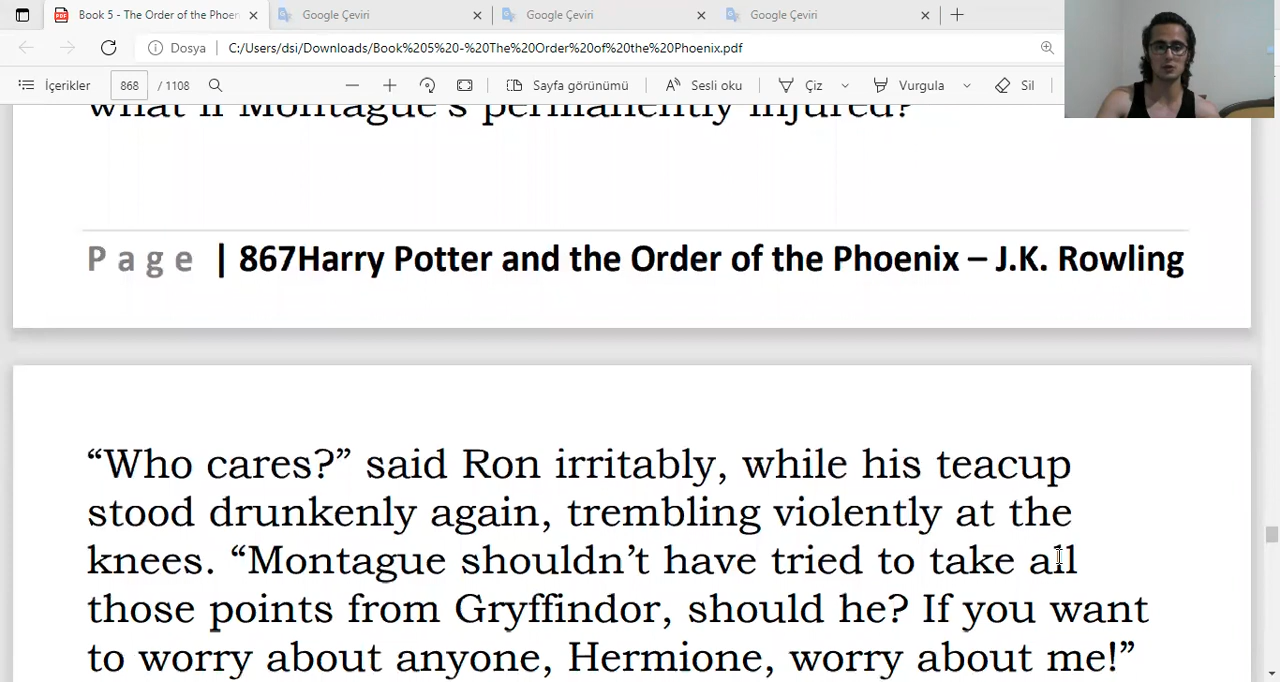 Book 5 - The Order of the Phoen
Google Çeviri
Google Çeviri
Google Çeviri
Dosya
C:/Users/dsi/Downloads/Book%205%20-%20The%20Order%20of%20the%20Phoenix.pdf
İçerikler
868 / 1108
Sayfa görünümü
Sesli oku
Çiz
Vurgula
Sil
what if Montague's permanently injured?
Page | 867Harry Potter and the Order of the Phoenix – J.K. Rowling
“Who cares?” said Ron irritably, while his teacup
stood drunkenly again, trembling violently at the
knees. “Montague shouldn’t have tried to take all
those points from Gryffindor, should he? If you want
to worry about anyone, Hermione, worry about me!”